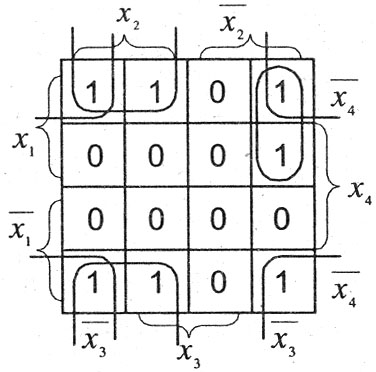 x₂ x̅₂
1 1 0 1 x̅₄
x₁
0 0 0 1
x₄
x̅₁
0 0 0 0
1 1 0 1 x̅₄
x̅₃ x₃ x̅₃